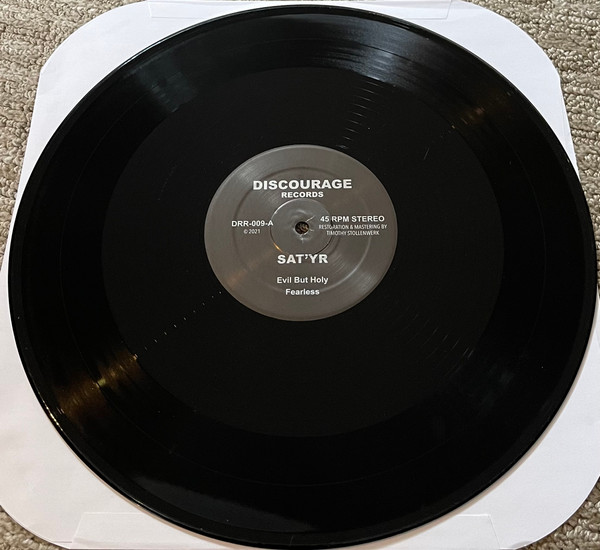 DISCOURAGE
RECORDS
DRR-009-A
© 2021
45 RPM STEREO
RESTORATION & MASTERING BY
TIMOTHY STOLLENWERK
SAT'YR
Evil But Holy
Fearless